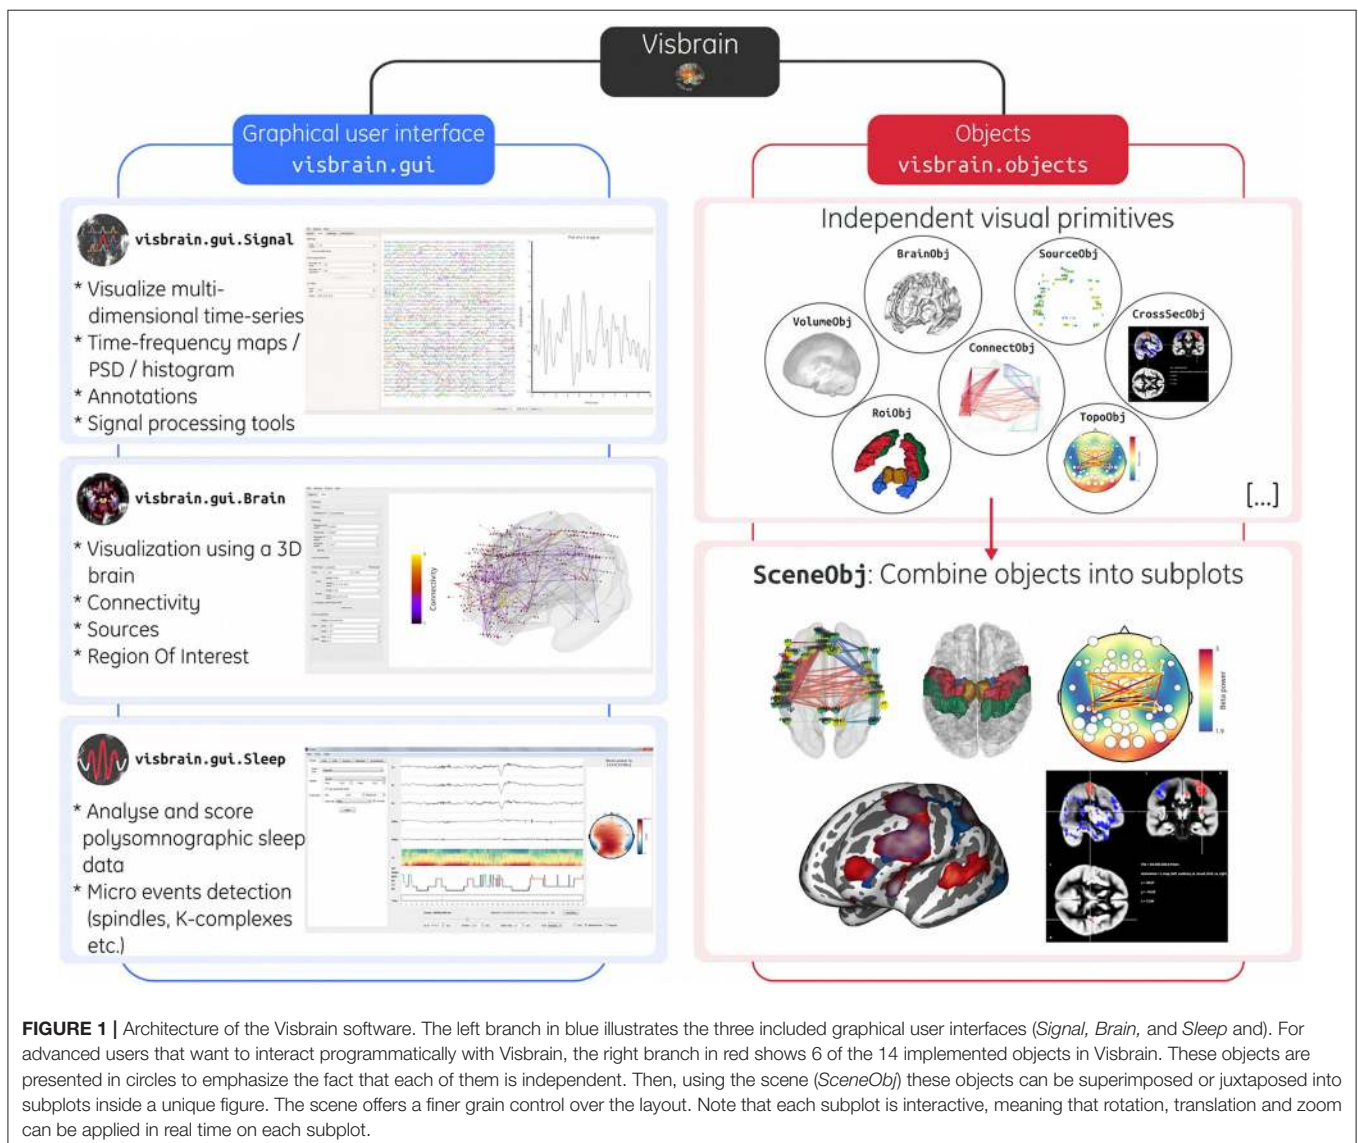 Visbrain
Graphical user interface
visbrain.gui
Objects
visbrain.objects
visbrain.gui.Signal
* Visualize multi-
dimensional time-series
* Time-frequency maps /
PSD / histogram
* Annotations
* Signal processing tools
visbrain.gui.Brain
* Visualization using a 3D
brain
* Connectivity
* Sources
* Region Of Interest
Connectivity
visbrain.gui.Sleep
* Analyse and score
polysomnographic sleep
data
* Micro events detection
(spindles, K-complexes
etc.)
Independent visual primitives
BrainObj
SourceObj
VolumeObj
CrossSecObj
ConnectObj
RoiObj
TopoObj
[...]
SceneObj: Combine objects into subplots
Beta power
1.9
FIGURE 1 | Architecture of the Visbrain software. The left branch in blue illustrates the three included graphical user interfaces (Signal, Brain, and Sleep and). For
advanced users that want to interact programmatically with Visbrain, the right branch in red shows 6 of the 14 implemented objects in Visbrain. These objects are
presented in circles to emphasize the fact that each of them is independent. Then, using the scene (SceneObj) these objects can be superimposed or juxtaposed into
subplots inside a unique figure. The scene offers a finer grain control over the layout. Note that each subplot is interactive, meaning that rotation, translation and zoom
can be applied in real time on each subplot.